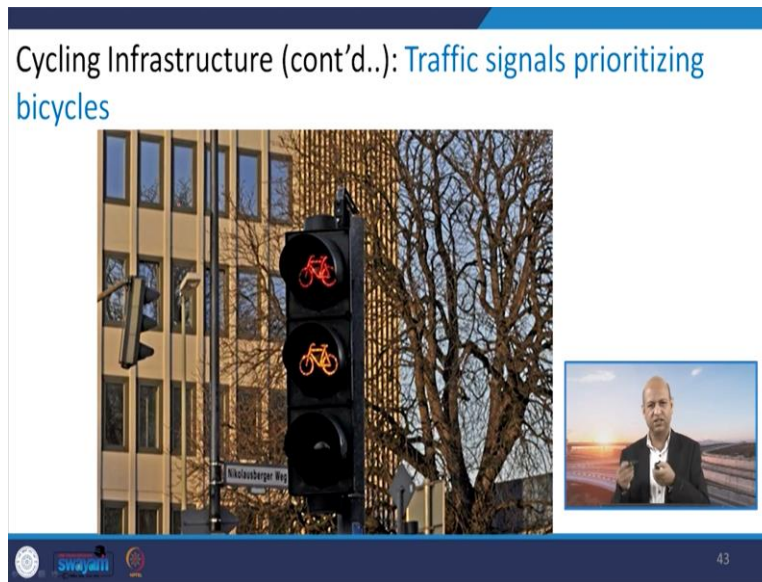 Cycling Infrastructure (cont'd..): Traffic signals prioritizing
bicycles
Nikolausberger Weg
swayam
43